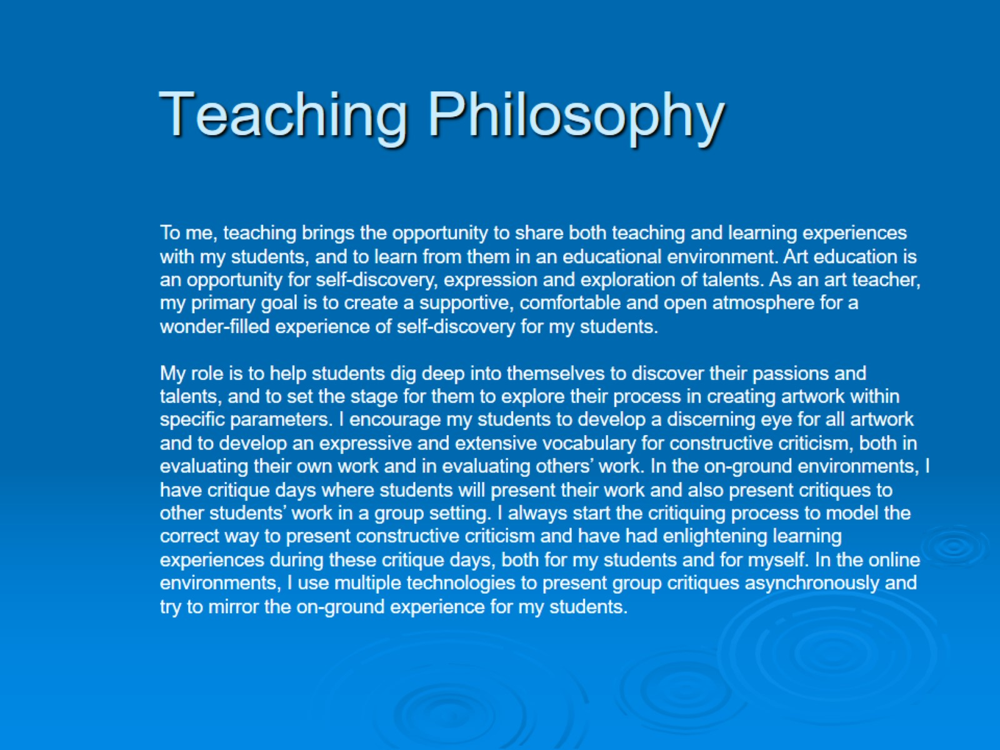 Teaching Philosophy
To me, teaching brings the opportunity to share both teaching and learning experiences
with my students, and to learn from them in an educational environment. Art education is
an opportunity for self-discovery, expression and exploration of talents. As an art teacher,
my primary goal is to create a supportive, comfortable and open atmosphere for a
wonder-filled experience of self-discovery for my students.
My role is to help students dig deep into themselves to discover their passions and
talents, and to set the stage for them to explore their process in creating artwork within
specific parameters. I encourage my students to develop a discerning eye for all artwork
and to develop an expressive and extensive vocabulary for constructive criticism, both in
evaluating their own work and in evaluating others’ work. In the on-ground environments, I
have critique days where students will present their work and also present critiques to
other students’ work in a group setting. I always start the critiquing process to model the
correct way to present constructive criticism and have had enlightening learning
experiences during these critique days, both for my students and for myself. In the online
environments, I use multiple technologies to present group critiques asynchronously and
try to mirror the on-ground experience for my students.